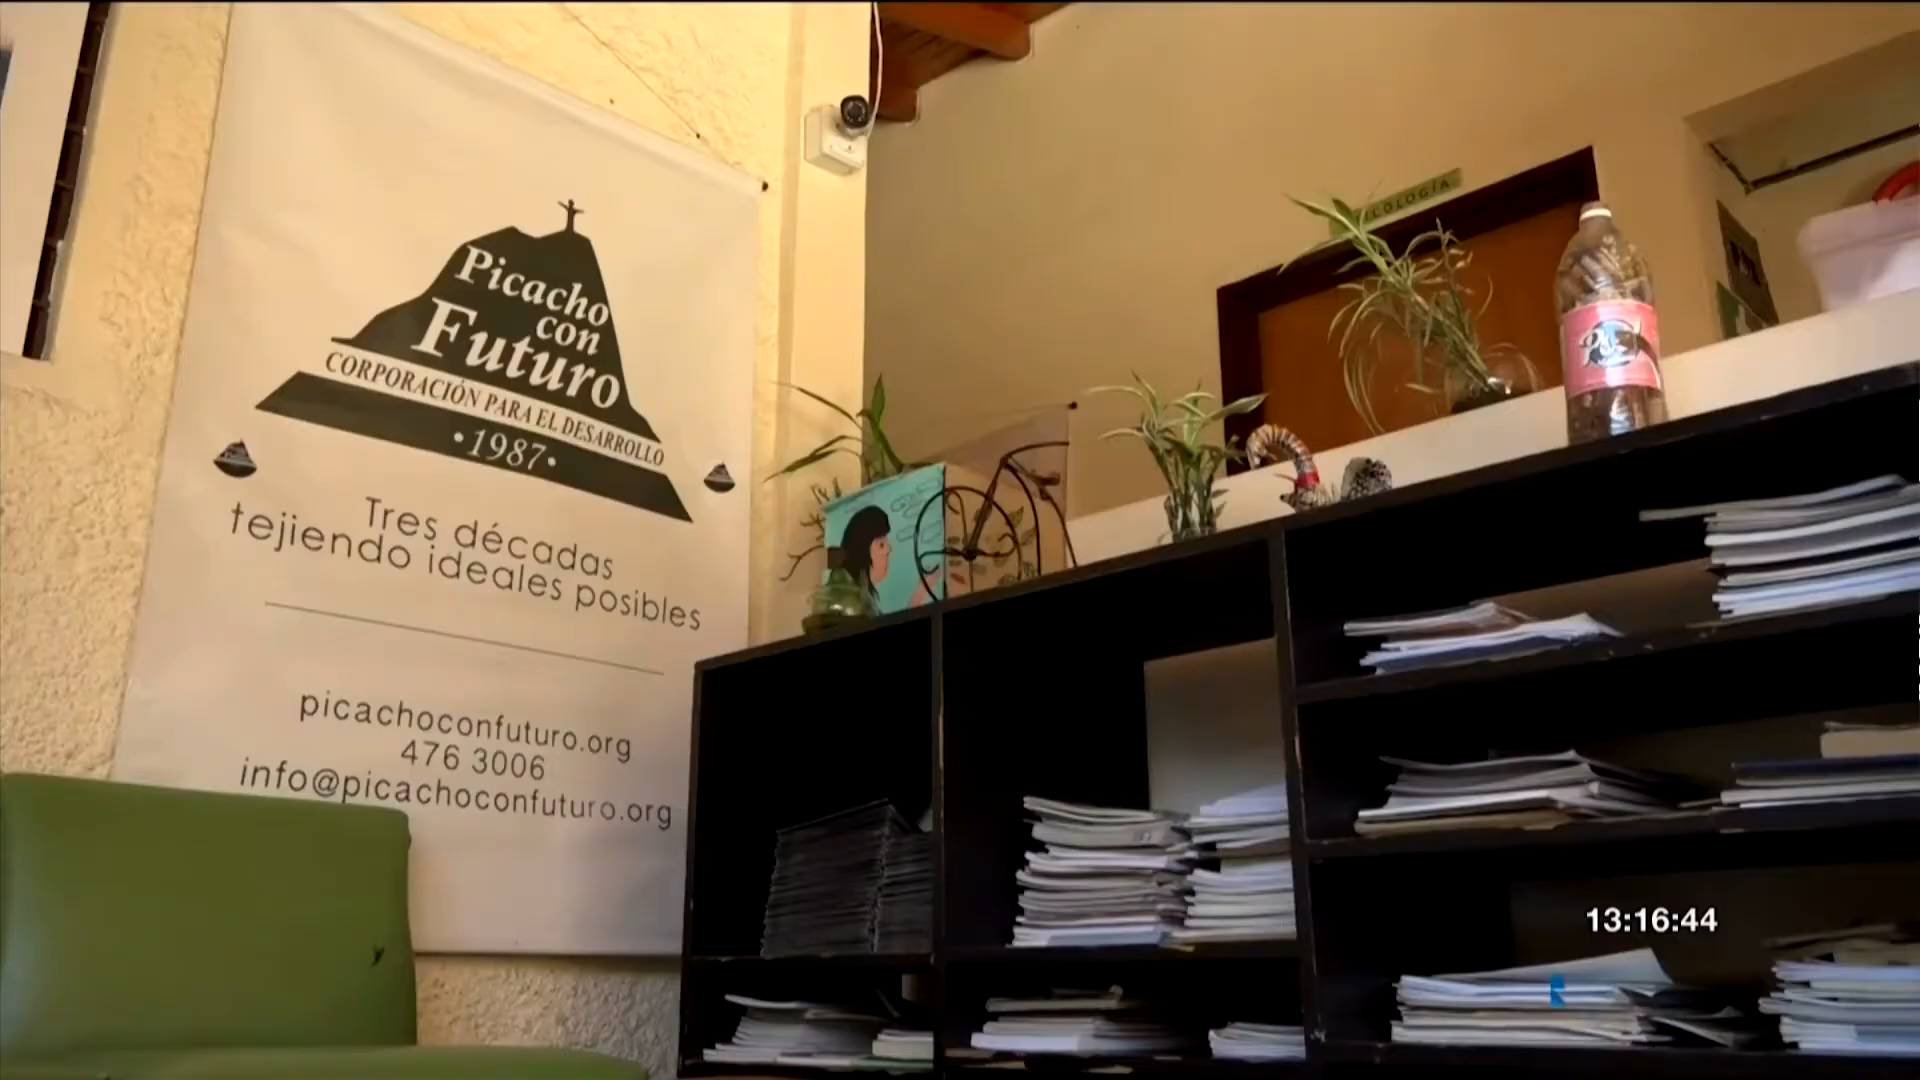 Picacho
con
Futuro
CORPORACIÓN PARA EL DESARROLLO
•1987•
Tres décadas
tejiendo ideales posibles
picachoconfuturo.org
476 3006
info@picachoconfuturo.org
13:16:44